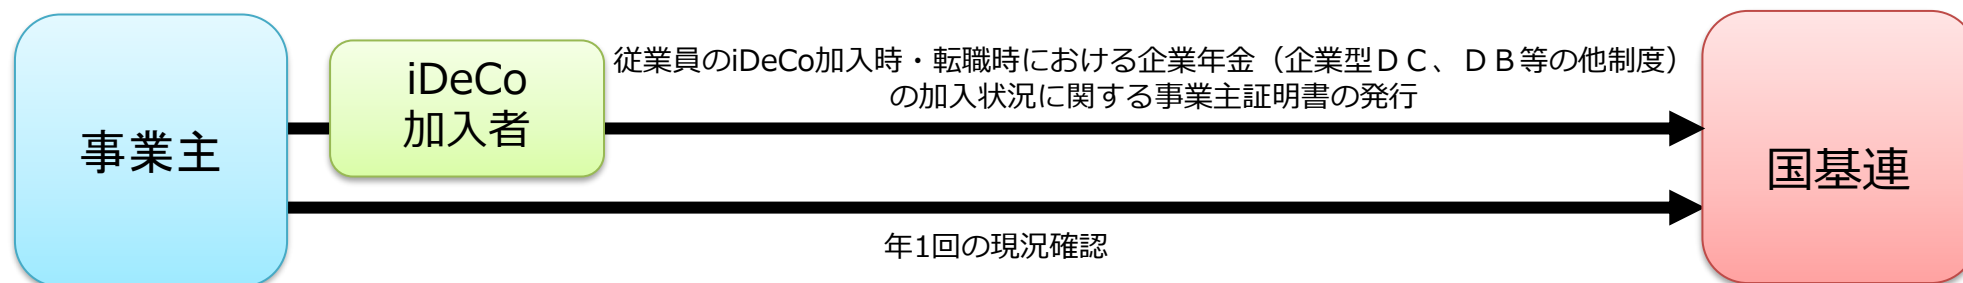 事業主
iDeCo
加入者
従業員のiDeCo加入時・転職時における企業年金（企業型ＤＣ、ＤＢ等の他制度）
の加入状況に関する事業主証明書の発行
年1回の現況確認
国基連